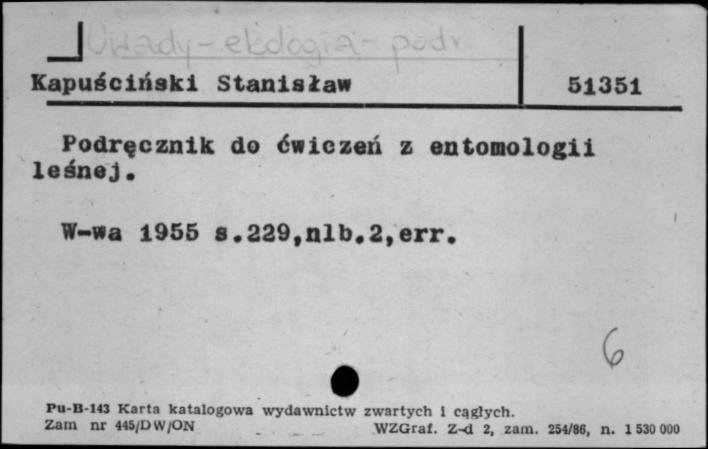 Owady - ekologia - podr
Kapuściński Stanisław 51351
Podręcznik do ćwiczeń z entomologii
leśnej.
W-wa 1955 s.229,nlb.2,err.
6
Pu-B-143 Karta katalogowa wydawnictw zwartych i ciągłych.
Zam nr 445/DW/ON WZGraf. Z-d 2, zam. 254/86, n. 1 530 000